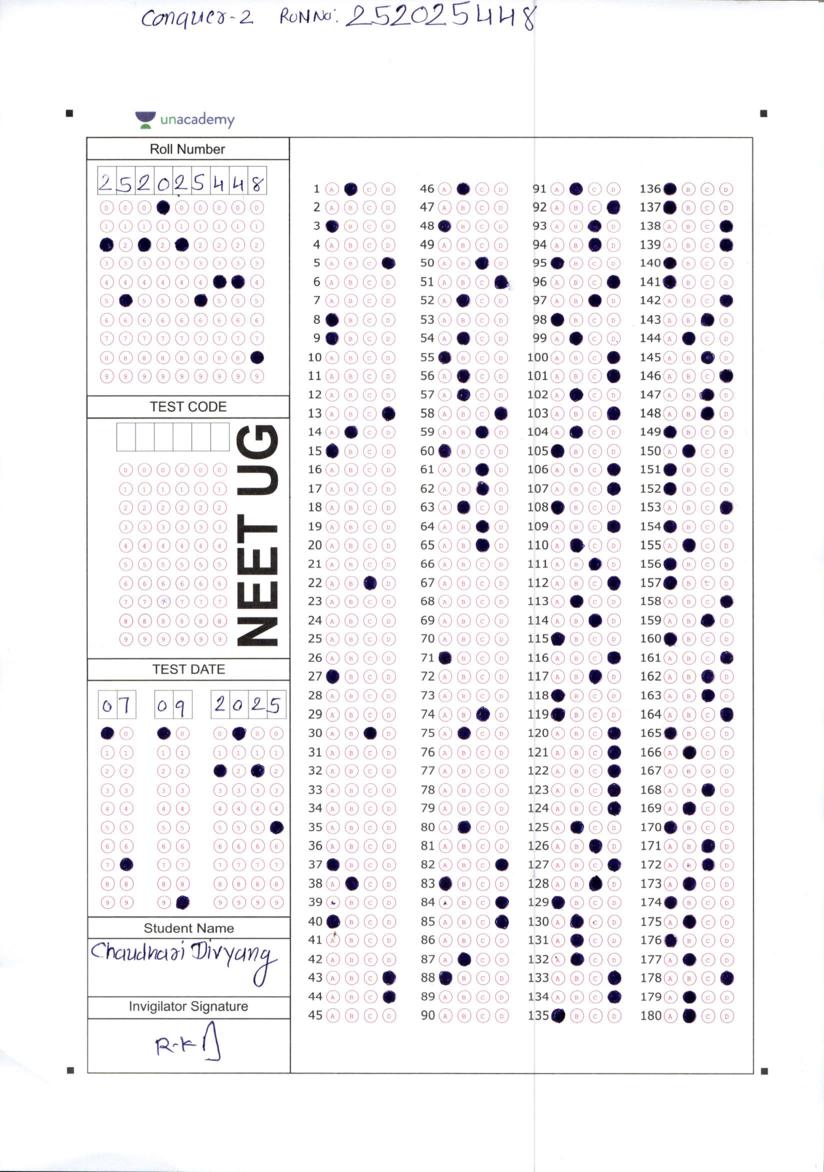 Conquer-2 Roll No: 252025448
unacademy
Roll Number
252025448
TEST CODE
NEET UG
TEST DATE
07 09 2025
Student Name
Chaudhari Divyang
Invigilator Signature
1 A C D
2 A B C D
3 B C D
4 A B C D
5 A B C
6 A B C D
7 A B C D
8 B C D
9 B C D
10 A B C D
11 A B C D
12 A B C D
13 A B C
14 A C D
15 B C D
16 A B C D
17 A B C D
18 A B C D
19 A B C D
20 A B C D
21 A B C D
22 A B D
23 A B C D
24 A B C D
25 A B C D
26 A B C D
27 B C D
28 A B C D
29 A B C D
30 A B D
31 A B C D
32 A B C D
33 A B C D
34 A B C D
35 A B C D
36 A B C D
37 B C D
38 A C D
39 B C D
40 B C D
41 A B C D
42 A B C D
43 A B C
44 A B C
45 A B C D
46 A C D
47 A B C D
48 B C D
49 A B C D
50 A B D
51 A B C
52 A C D
53 A B C D
54 A C D
55 B C D
56 A C D
57 A C D
58 A B C
59 A B D
60 B C D
61 A B D
62 A B D
63 A C D
64 A B D
65 A B D
66 A B C D
67 A B C D
68 A B C D
69 A B C D
70 A B C D
71 B C D
72 A B C D
73 A B C D
74 A B D
75 A C D
76 A B C D
77 A B C D
78 A B C D
79 A B C D
80 A C D
81 A B C D
82 A B C
83 B C D
84 B C
85 A B C
86 A B C D
87 A C D
88 B C D
89 A B C D
90 A B C D
91 A C D
92 A B C
93 A B D
94 A B D
95 B C D
96 A B C
97 A B D
98 B C D
99 A C D
100 A B C
101 A B C
102 A C D
103 A B C
104 A C D
105 B C D
106 A B C
107 A B C
108 B C D
109 A B C
110 A C D
111 A B D
112 A B C
113 A C D
114 A B D
115 B C D
116 A B C
117 A B D
118 B C D
119 B C D
120 A B C
121 A B C
122 A B C
123 A B C
124 A B C
125 A C D
126 A B D
127 A B C
128 A B D
129 B C D
130 A C D
131 A C D
132 A C D
133 A B C
134 A B C
135 B C D
136 B C D
137 B C D
138 A B C
139 A B C
140 B C D
141 B C D
142 A B C
143 A B D
144 A C D
145 A B D
146 A B C
147 A B D
148 A B D
149 B C D
150 A C D
151 B C D
152 B C D
153 A B C
154 B C D
155 A C D
156 B C D
157 B C D
158 A B C
159 A B D
160 B C D
161 A B C
162 A B D
163 A B D
164 A B C
165 B C D
166 A C D
167 A B C D
168 A B D
169 A C D
170 B C D
171 A B D
172 A B D
173 A C D
174 B C D
175 A C D
176 B C D
177 A C D
178 A B C
179 A C D
180 A C D